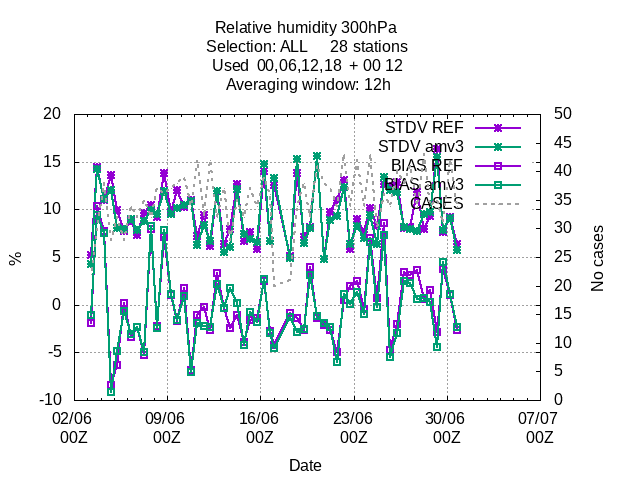 Relative humidity 300hPa
Selection: ALL 28 stations
Used 00,06,12,18 + 00 12
Averaging window: 12h
20 50
STDV REF
45
STDV amv3
15 40
BIAS REF
BIAS amv3
35
10 CASES
30
%
5 25
No cases
20
0
15
-5 10
5
-10 0
02/06 09/06 16/06 23/06 30/06 07/07
00Z 00Z 00Z 00Z 00Z 00Z
Date